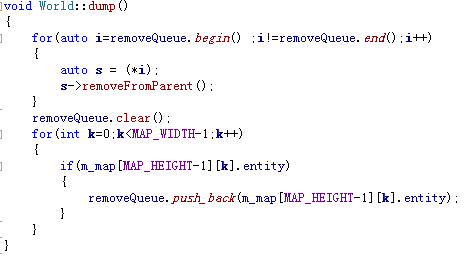 void World::dump()
{
    for(auto i=removeQueue.begin() ;i!=removeQueue.end();i++)
    {
        auto s = (*i);
        s->removeFromParent();
    }
    removeQueue.clear();
    for(int k=0;k<MAP_WIDTH-1;k++)
    {
        if(m_map[MAP_HEIGHT-1][k].entity)
        {
            removeQueue.push_back(m_map[MAP_HEIGHT-1][k].entity);
        }
    }
}